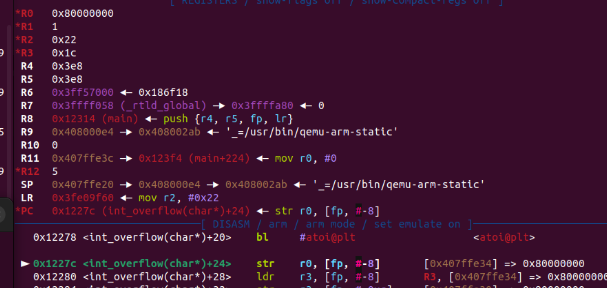 [ REGISTERS / show-flags off / show-compact-regs off ]
*R0 0x80000000
*R1 1
*R2 0x22
*R3 0x1c
R4 0x3e8
R5 0x3e8
R6 0x3ff57000 ◂— 0x186f18
R7 0x3ffff058 (_rtld_global) —▸ 0x3ffffa80 ◂— 0
R8 0x12314 (main) ◂— push {r4, r5, fp, lr}
R9 0x408000e4 —▸ 0x408002ab ◂— '_=/usr/bin/qemu-arm-static'
R10 0
R11 0x407ffe3c —▸ 0x123f4 (main+224) ◂— mov r0, #0
*R12 5
SP 0x407ffe20 —▸ 0x408000e4 —▸ 0x408002ab ◂— '_=/usr/bin/qemu-arm-static'
LR 0x3fe09f60 ◂— mov r2, #0x22
*PC 0x1227c (int_overflow(char*)+24) ◂— str r0, [fp, #-8]
[ DISASM / arm / arm mode / set emulate on ]
0x12278 <int_overflow(char*)+20> bl #atoi@plt <atoi@plt>
► 0x1227c <int_overflow(char*)+24> str r0, [fp, #-8] [0x407ffe34] => 0x80000000
0x12280 <int_overflow(char*)+28> ldr r3, [fp, #-8] R3, [0x407ffe34] => 0x80000000